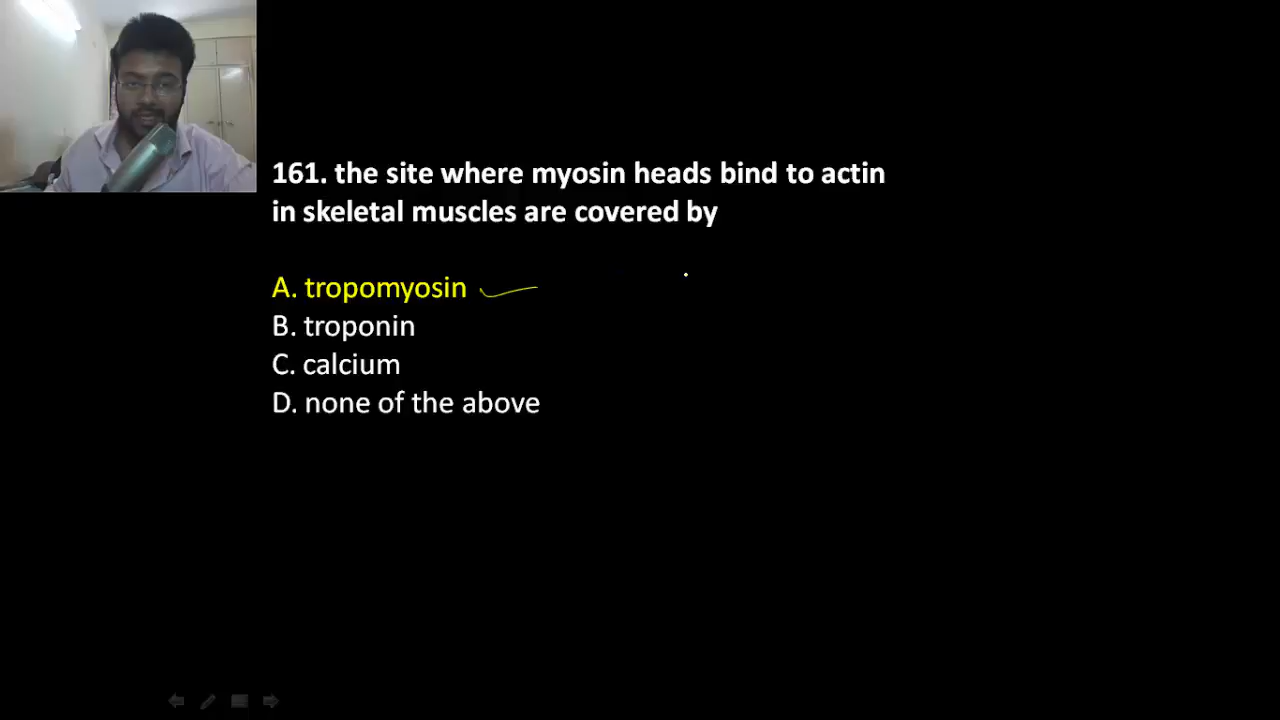 161. the site where myosin heads bind to actin
in skeletal muscles are covered by
A. tropomyosin
B. troponin
C. calcium
D. none of the above